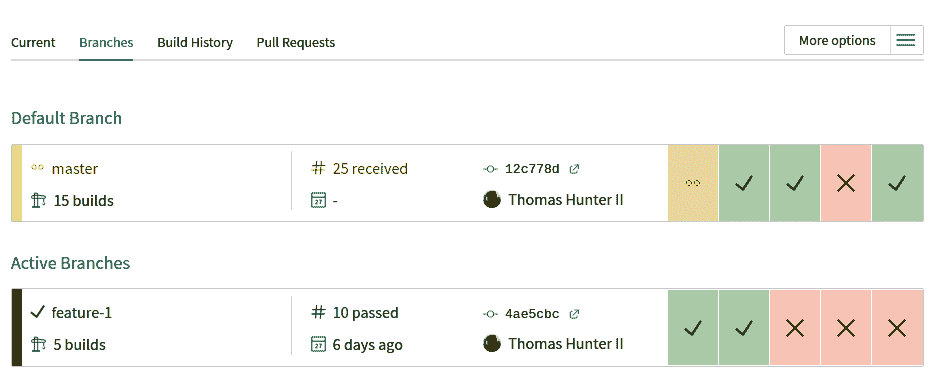 Current Branches Build History Pull Requests More options
Default Branch
master # 25 received 12c778d
15 builds 27 - Thomas Hunter II
Active Branches
feature-1 # 10 passed 4ae5cbc
5 builds 27 6 days ago Thomas Hunter II